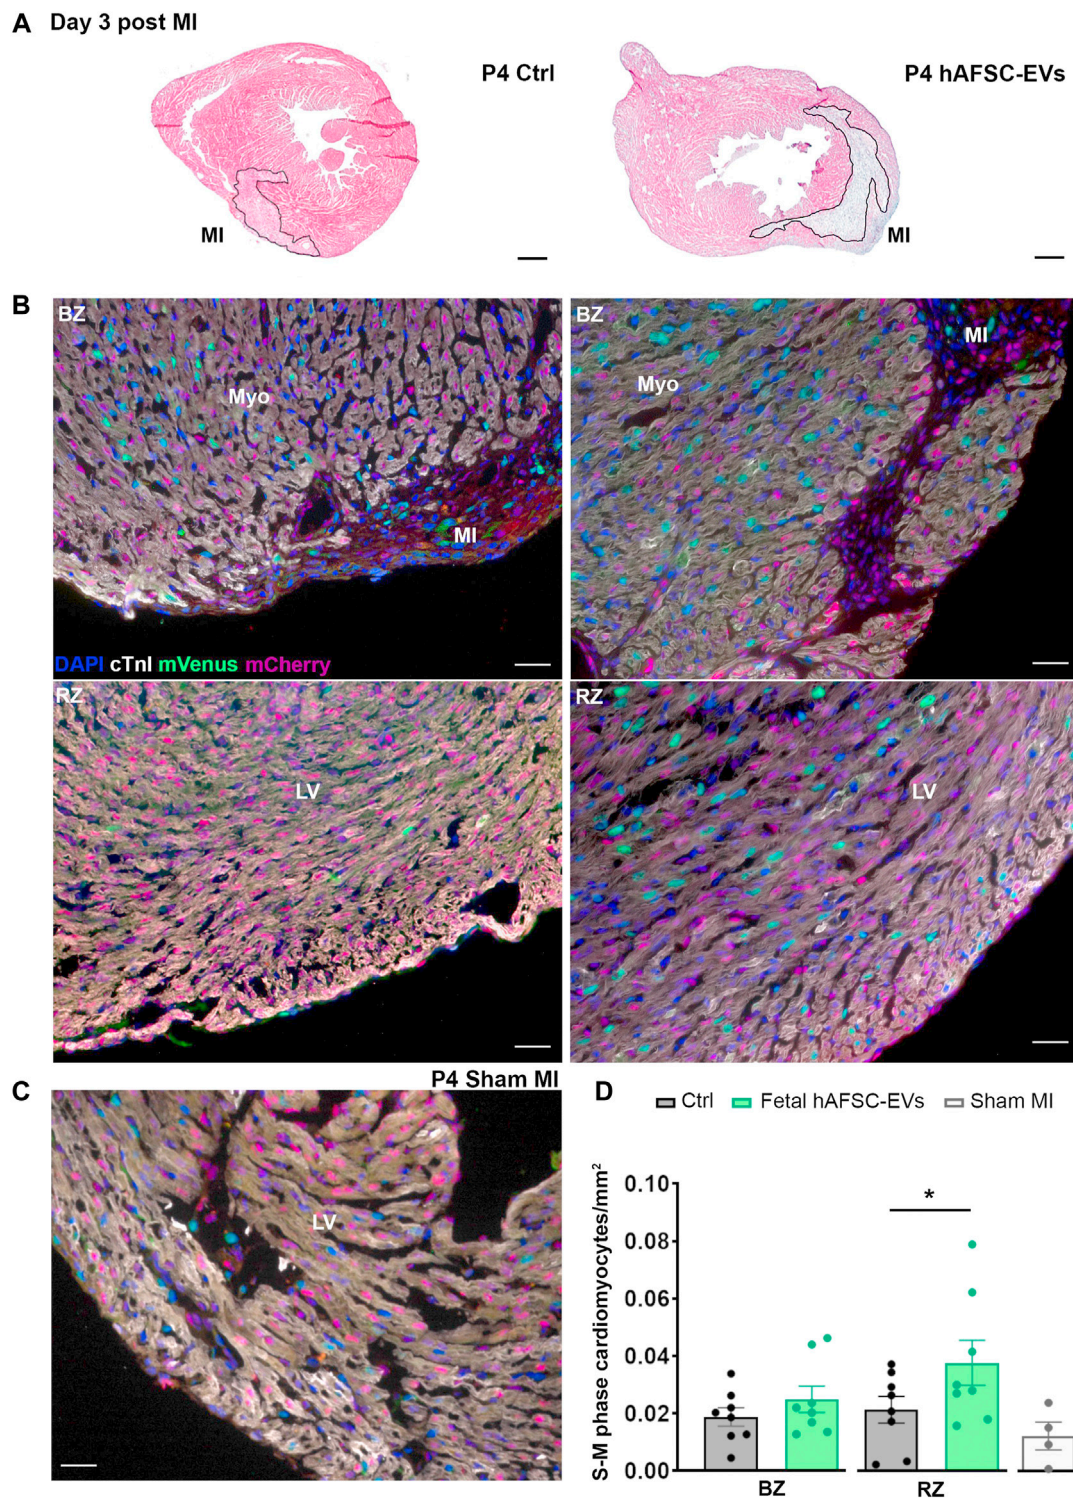 A Day 3 post MI
P4 Ctrl
P4 hAFSC-EVs
MI
MI
B
BZ
Myo
MI
DAPI cTnI mVenus mCherry
BZ
Myo
MI
RZ
LV
RZ
LV
C
P4 Sham MI
LV
D
Ctrl Fetal hAFSC-EVs Sham MI
S-M phase cardiomyocytes/mm²
0.10
0.08
0.06
0.04
0.02
0.00
*
BZ
RZ